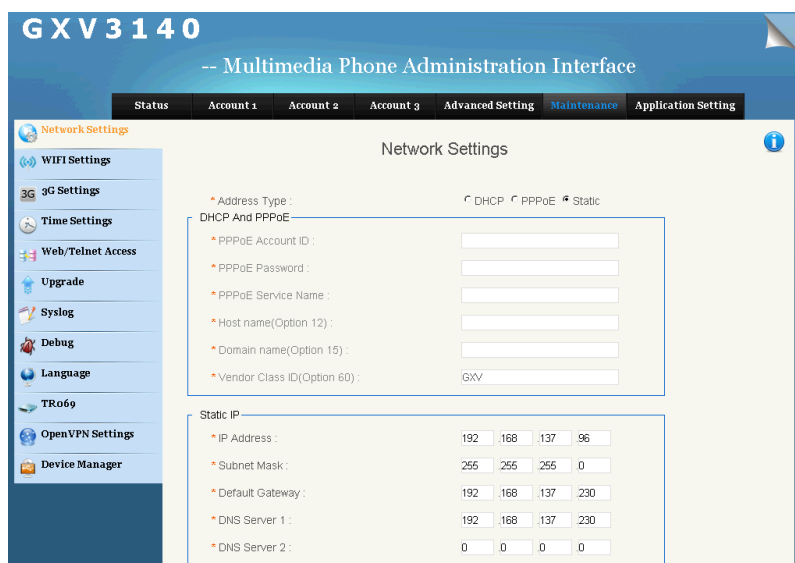 GXV3140
-- Multimedia Phone Administration Interface
Status Account 1 Account 2 Account 3 Advanced Setting Maintenance Application Setting
Network Settings
WIFI Settings
3G 3G Settings
Time Settings
Web/Telnet Access
Upgrade
Syslog
Debug
Language
TR069
OpenVPN Settings
Device Manager
Network Settings
* Address Type : DHCP PPPoE Static
DHCP And PPPoE
* PPPoE Account ID :
* PPPoE Password :
* PPPoE Service Name :
* Host name(Option 12) :
* Domain name(Option 15) :
* Vendor Class ID(Option 60) : GXV
Static IP
* IP Address : 192 .168 .137 .96
* Subnet Mask : 255 .255 .255 .0
* Default Gateway : 192 .168 .137 .230
* DNS Server 1 : 192 .168 .137 .230
* DNS Server 2 : 0 .0 .0 .0